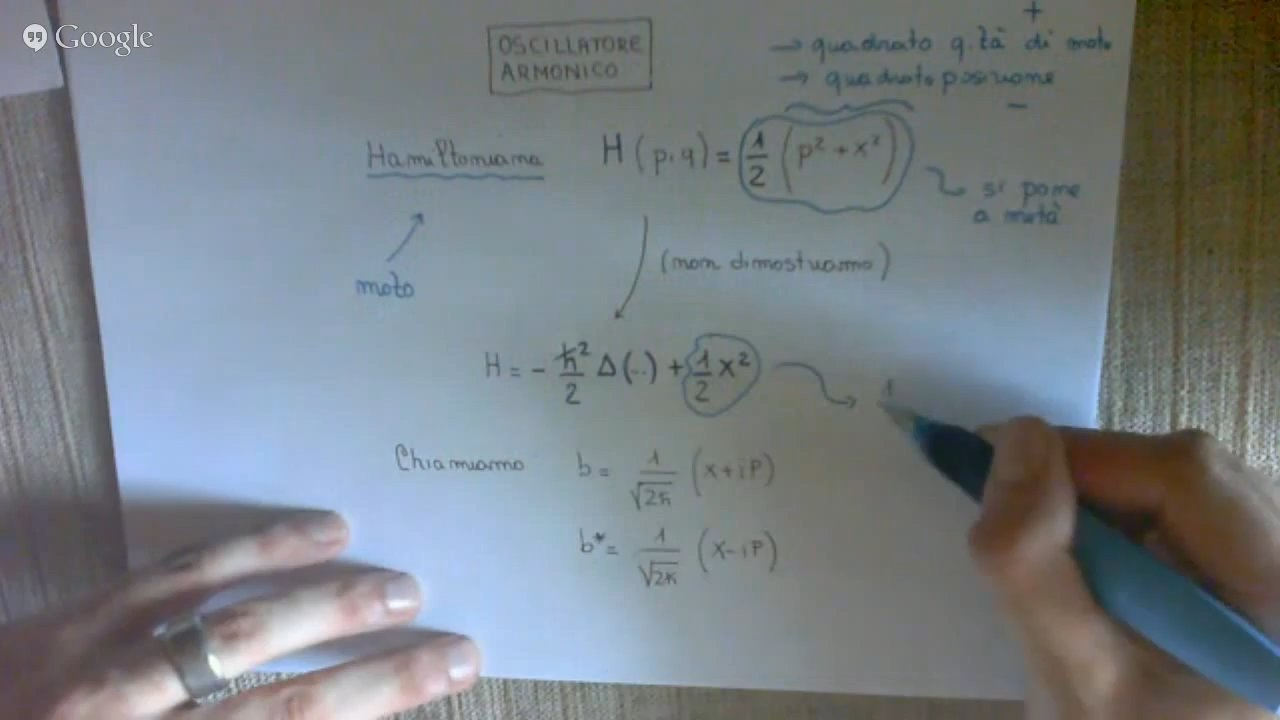 Google
OSCILLATORE
ARMONICO
+
→ quadrato q.tà di moto
→ quadrato posizione
−
Hamiltoniana
H(p,q) = 1/2 (p² + x²)
si pone
a metà
moto
(non dimostriamo)
H = − ℏ²/2 Δ(..) + 1/2 x²
1
Chiamiamo
b = 1/√2ℏ (x + iP)
b* = 1/√2ℏ (x − iP)